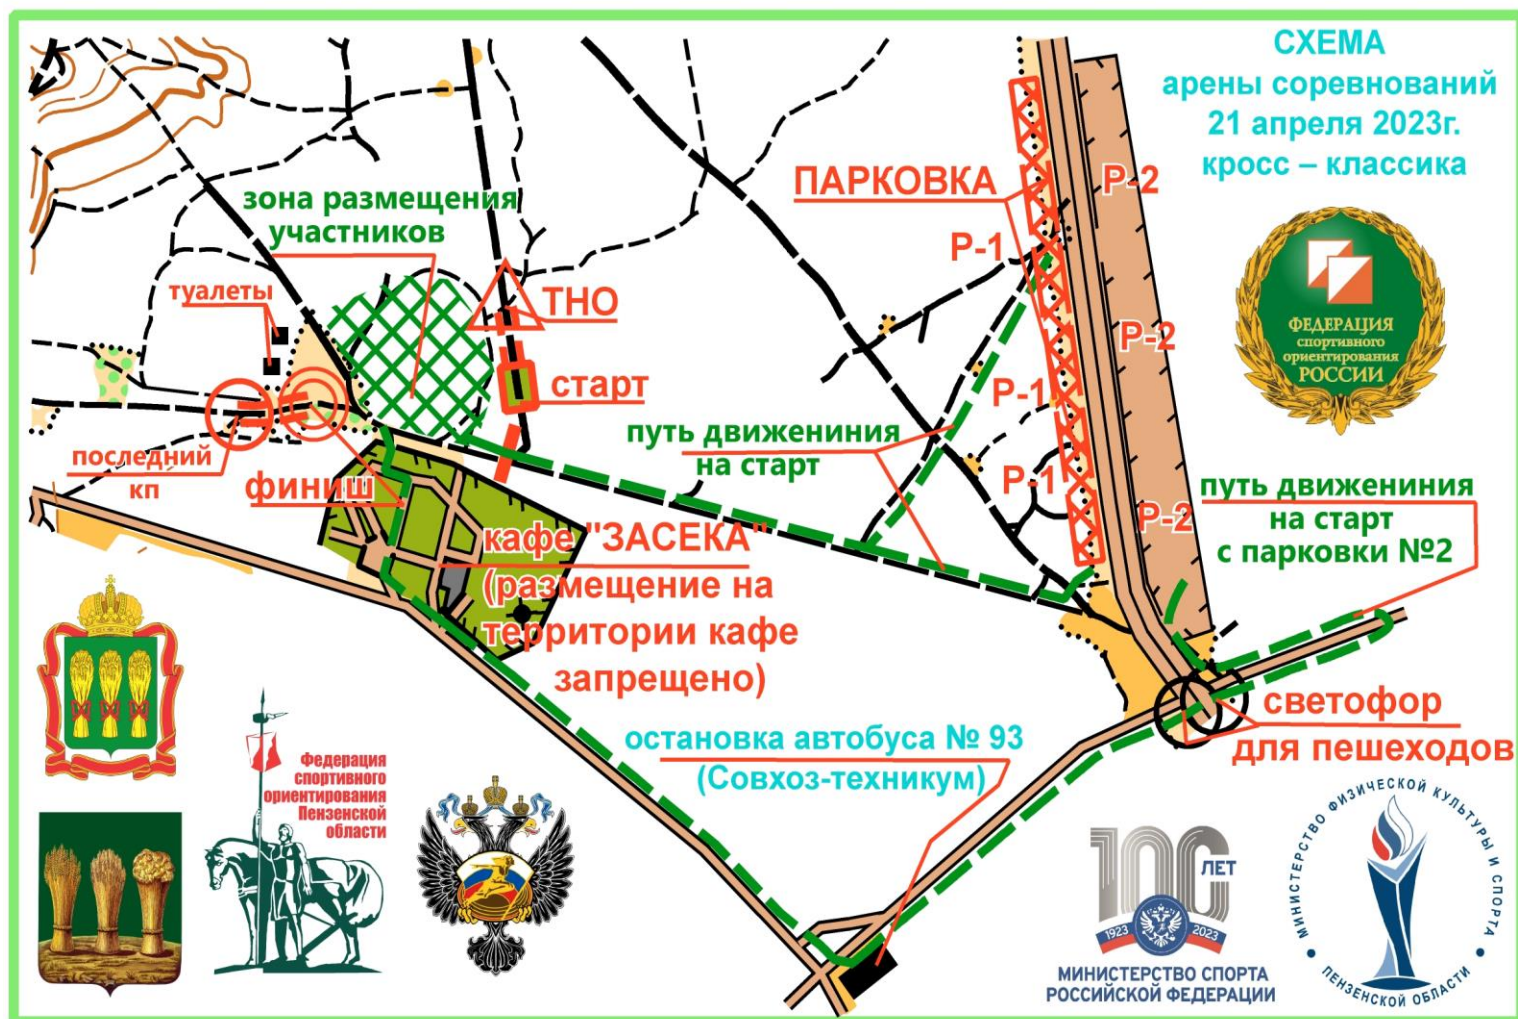 СХЕМА
арены соревнований
21 апреля 2023г.
кросс – классика
ПАРКОВКА
Р-2
зона размещения
участников
Р-1
туалеты
ТНО
Р-2
ФЕДЕРАЦИЯ
спортивного
ориентирования
РОССИИ
старт
Р-1
путь движениния
на старт
последний
кп
финиш
Р-1
путь движениния
на старт
с парковки №2
Р-2
кафе "ЗАСЕКА"
(размещение на
территории кафе
запрещено)
светофор
для пешеходов
остановка автобуса № 93
(Совхоз-техникум)
Федерация
спортивного
ориентирования
Пензенской
области
100
ЛЕТ
1923 2023
МИНИСТЕРСТВО СПОРТА
РОССИЙСКОЙ ФЕДЕРАЦИИ
МИНИСТЕРСТВО ФИЗИЧЕСКОЙ КУЛЬТУРЫ И СПОРТА
ПЕНЗЕНСКОЙ ОБЛАСТИ